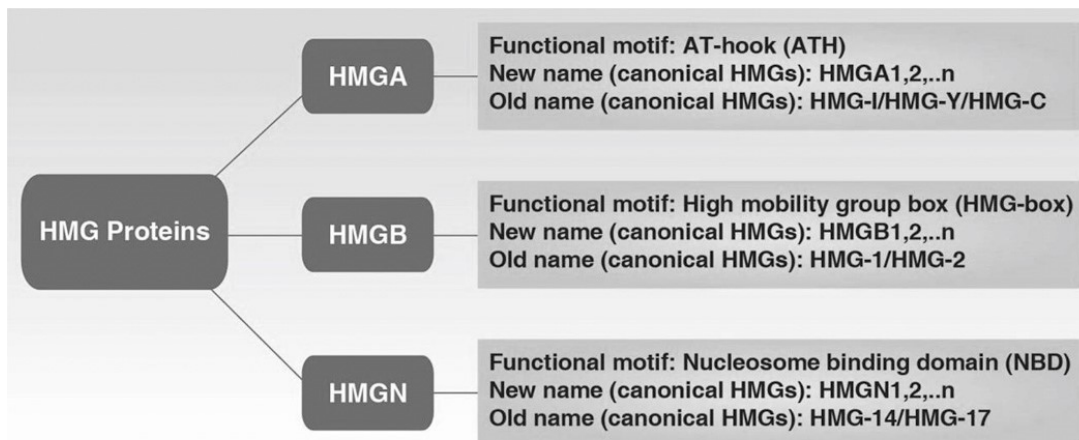 HMG Proteins
HMGA
Functional motif: AT-hook (ATH)
New name (canonical HMGs): HMGA1,2,..n
Old name (canonical HMGs): HMG-I/HMG-Y/HMG-C
HMGB
Functional motif: High mobility group box (HMG-box)
New name (canonical HMGs): HMGB1,2,..n
Old name (canonical HMGs): HMG-1/HMG-2
HMGN
Functional motif: Nucleosome binding domain (NBD)
New name (canonical HMGs): HMGN1,2,..n
Old name (canonical HMGs): HMG-14/HMG-17